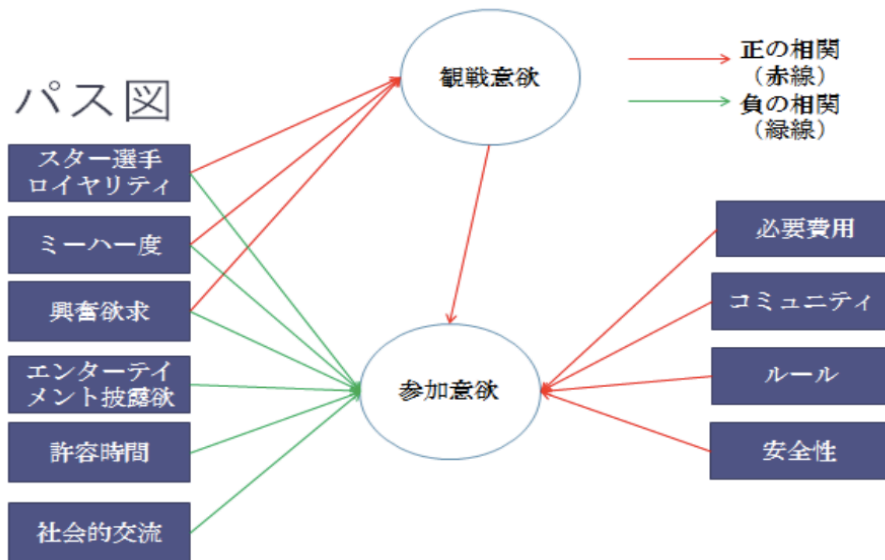 パス図
観戦意欲
正の相関
（赤線）
負の相関
（緑線）
スター選手
ロイヤリティ
ミーハー度
興奮欲求
エンターテイ
メント披露欲
許容時間
社会的交流
参加意欲
必要費用
コミュニティ
ルール
安全性